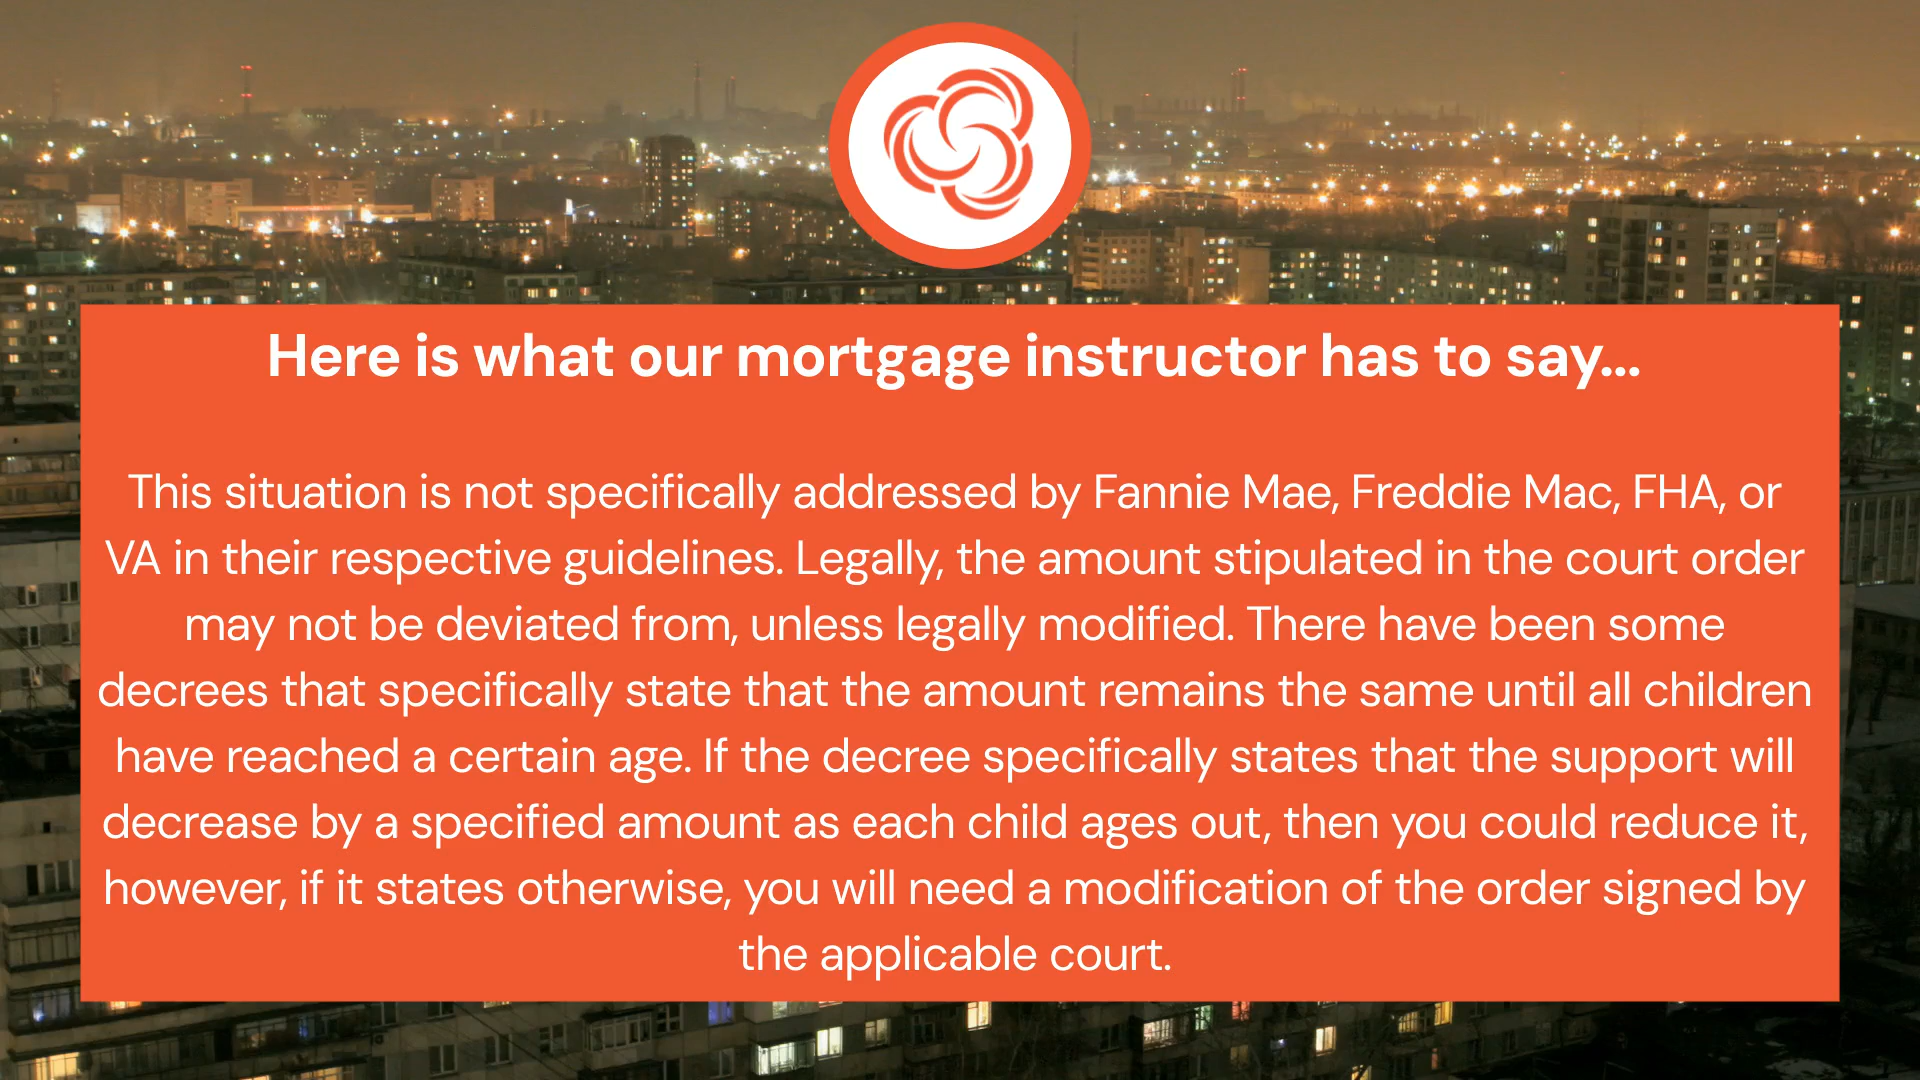 Here is what our mortgage instructor has to say...
This situation is not specifically addressed by Fannie Mae, Freddie Mac, FHA, or
VA in their respective guidelines. Legally, the amount stipulated in the court order
may not be deviated from, unless legally modified. There have been some
decrees that specifically state that the amount remains the same until all children
have reached a certain age. If the decree specifically states that the support will
decrease by a specified amount as each child ages out, then you could reduce it,
however, if it states otherwise, you will need a modification of the order signed by
the applicable court.